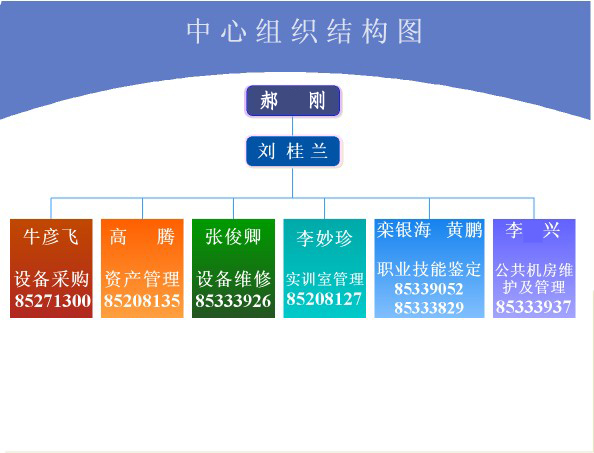 中心组织结构图
郝 刚
刘桂兰
牛彦飞
设备采购
85271300
高 腾
资产管理
85208135
张俊卿
设备维修
85333926
李妙珍
实训室管理
85208127
栾银海 黄鹏
职业技能鉴定
85339052
85333829
李 兴
公共机房维
护及管理
85333937